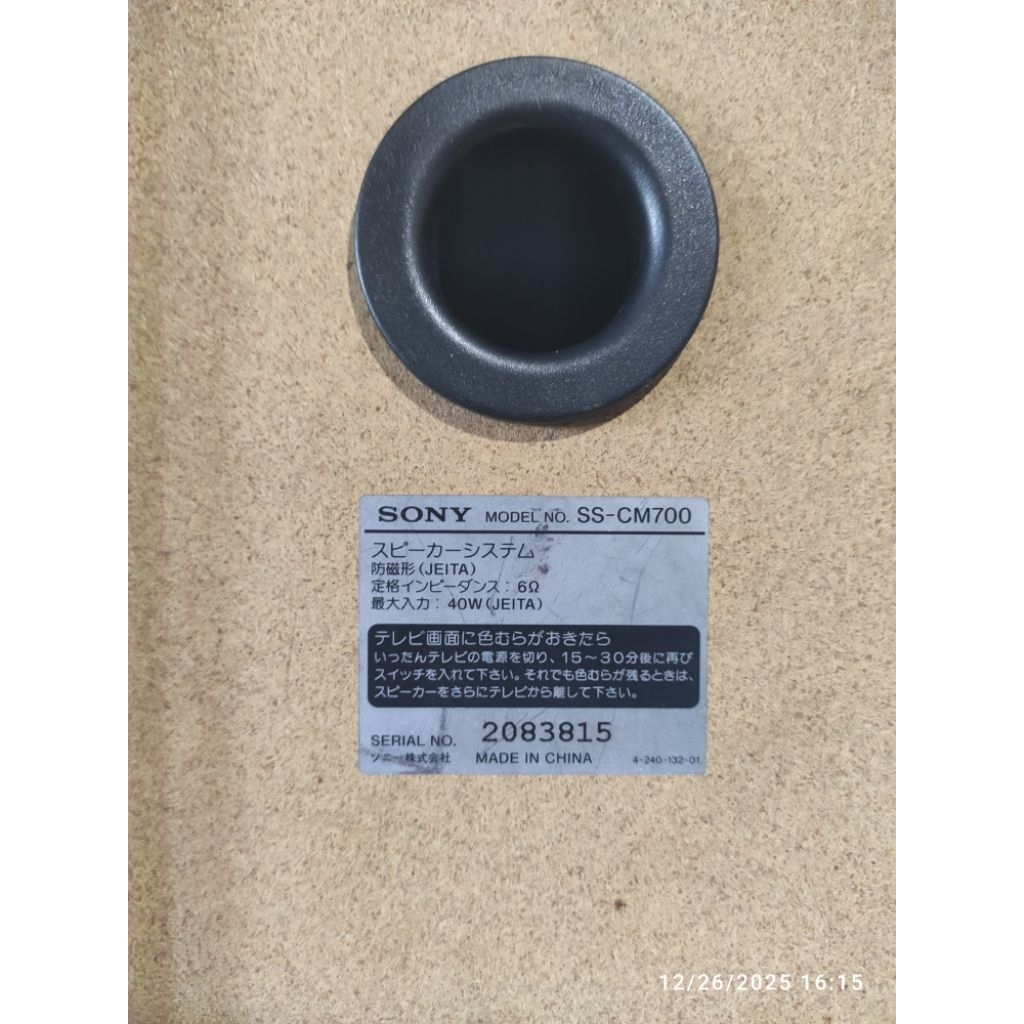 SONY MODEL NO. SS-CM700
スピーカーシステム
防磁形(JEITA)
定格インピーダンス: 6Ω
最大入力: 40W(JEITA)
テレビ画面に色むらがおきたら
いったんテレビの電源を切り、15～30分後に再び
スイッチを入れて下さい。それでも色むらが残るときは、
スピーカーをさらにテレビから離して下さい。
SERIAL NO. 2083815
ソニー株式会社 MADE IN CHINA 4-240-132-01
12/26/2025 16:15